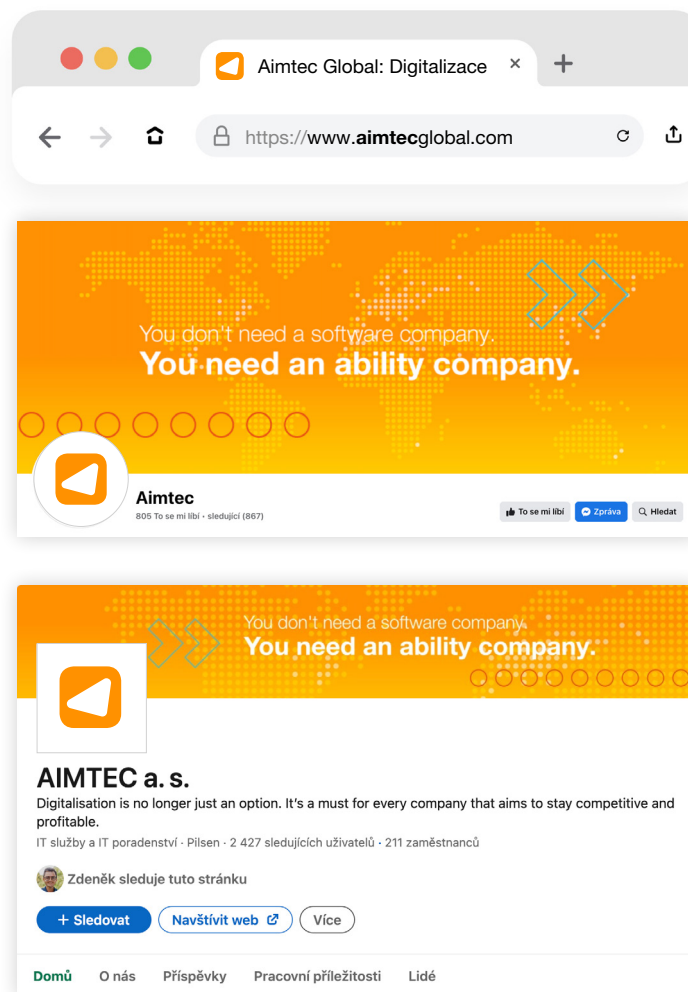 Aimtec Global: Digitalizace
https://www.aimtecglobal.com
You don't need a software company.
You need an ability company.
Aimtec
805 To se mi líbí • sledující (867)
To se mi líbí
Zpráva
Hledat
You don't need a software company.
You need an ability company.
AIMTEC a. s.
Digitalisation is no longer just an option. It's a must for every company that aims to stay competitive and
profitable.
IT služby a IT poradenství · Pilsen · 2 427 sledujících uživatelů · 211 zaměstnanců
Zdeněk sleduje tuto stránku
+ Sledovat
Navštívit web
Více
Domů O nás Příspěvky Pracovní příležitosti Lidé